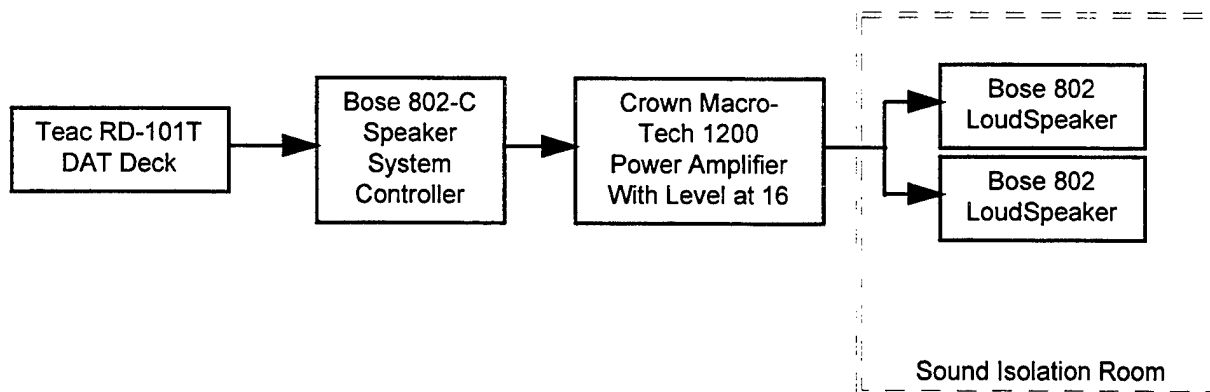 Teac RD-101T
DAT Deck
Bose 802-C
Speaker
System
Controller
Crown Macro-
Tech 1200
Power Amplifier
With Level at 16
Bose 802
LoudSpeaker
Bose 802
LoudSpeaker
Sound Isolation Room